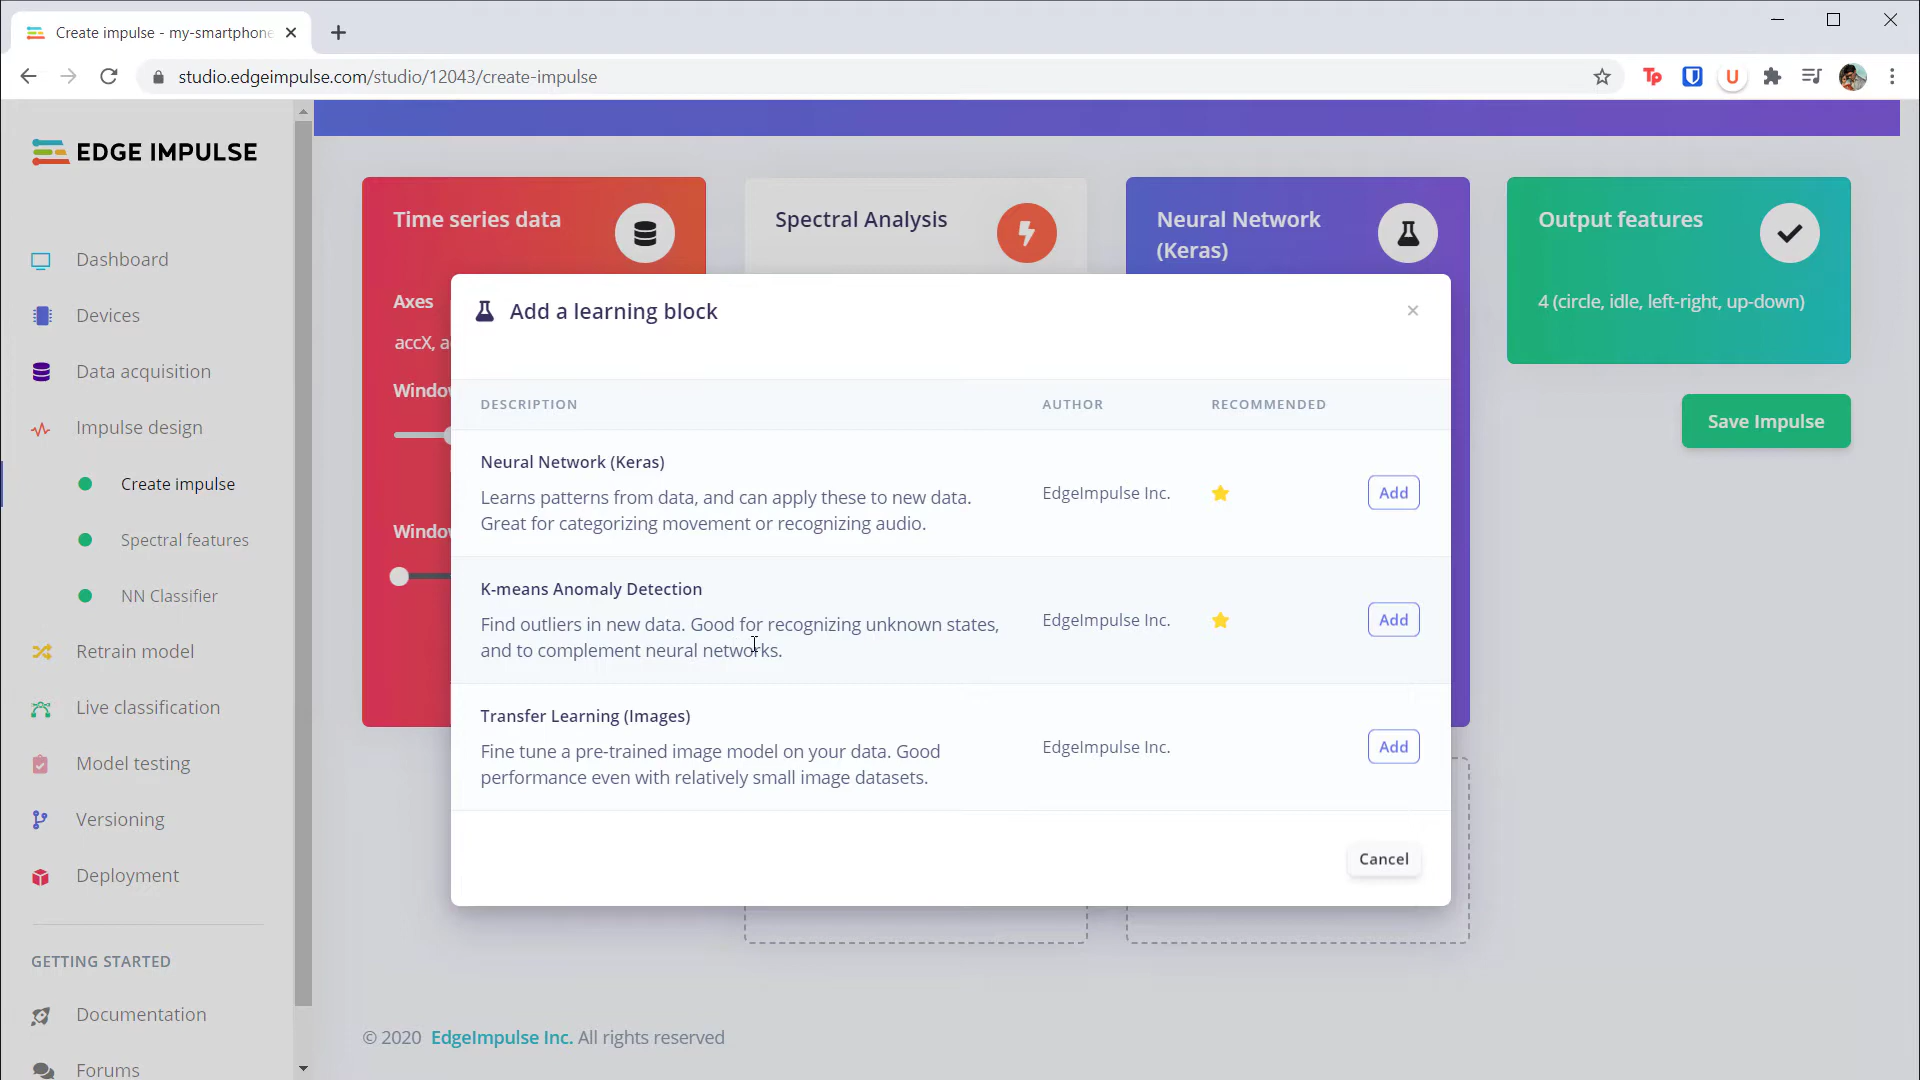 Create impulse - my-smartphone
studio.edgeimpulse.com/studio/12043/create-impulse
Tp
U
EDGE IMPULSE
Dashboard
Devices
Data acquisition
Impulse design
Create impulse
Spectral features
NN Classifier
Retrain model
Live classification
Model testing
Versioning
Deployment
GETTING STARTED
Documentation
Forums
Time series data
Axes
accX,
Spectral Analysis
Neural Network
(Keras)
Output features
4 (circle, idle, left-right, up-down)
Save Impulse
Add a learning block
×
DESCRIPTION AUTHOR RECOMMENDED
Neural Network (Keras)
Learns patterns from data, and can apply these to new data.
Great for categorizing movement or recognizing audio.
EdgeImpulse Inc.
Add
K-means Anomaly Detection
Find outliers in new data. Good for recognizing unknown states,
and to complement neural networks.
EdgeImpulse Inc.
Add
Transfer Learning (Images)
Fine tune a pre-trained image model on your data. Good
performance even with relatively small image datasets.
EdgeImpulse Inc.
Add
Cancel
© 2020 EdgeImpulse Inc. All rights reserved